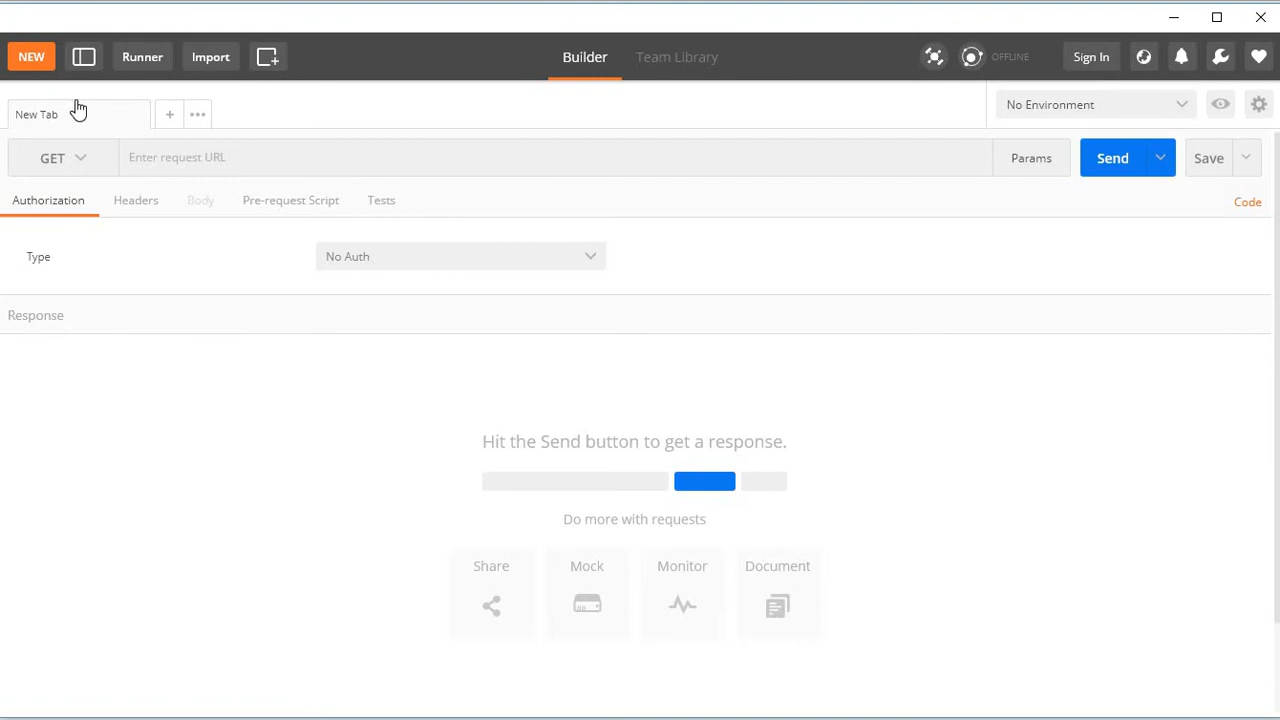 NEW Runner Import Builder Team Library OFFLINE Sign In
New Tab + No Environment
GET Enter request URL Params Send Save
Authorization Headers Body Pre-request Script Tests Code
Type No Auth
Response
Hit the Send button to get a response.
Do more with requests
Share Mock Monitor Document